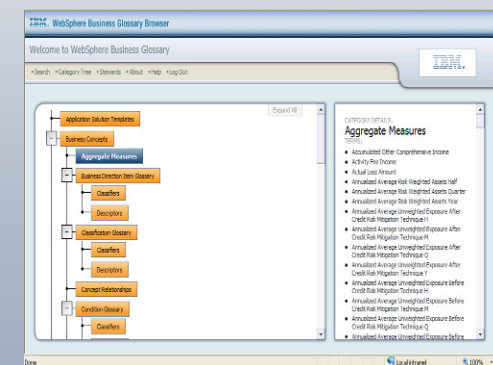 IBM. WebSphere Business Glossary Browser
Welcome to WebSphere Business Glossary
IBM.
•Search •Category Tree •Stewards •About •Help •Log Out
Expand All
Application Solution Templates
Business Concepts
Aggregate Measures
Business Direction Item Glossary
Classifiers
Descriptors
Classification Glossary
Classifiers
Descriptors
Concept Relationships
Condition Glossary
Classifiers
CATEGORY DETAILS:
Aggregate Measures
TERMS:
• Accumulated Other Comprehensive Income
• Activity Fee Income
• Actual Loss Amount
• Annualized Average Risk Weighted Assets Half
• Annualized Average Risk Weighted Assets Quarter
• Annualized Average Risk Weighted Assets Year
• Annualized Average Unweighted Exposure After
Credit Risk Mitigation Technique H
• Annualized Average Unweighted Exposure After
Credit Risk Mitigation Technique M
• Annualized Average Unweighted Exposure After
Credit Risk Mitigation Technique Q
• Annualized Average Unweighted Exposure After
Credit Risk Mitigation Technique Y
• Annualized Average Unweighted Exposure Before
Credit Risk Mitigation Technique H
• Annualized Average Unweighted Exposure Before
Credit Risk Mitigation Technique M
• Annualized Average Unweighted Exposure Before
Credit Risk Mitigation Technique Q
• Annualized Average Unweighted Exposure Before
Done
Local intranet
100%